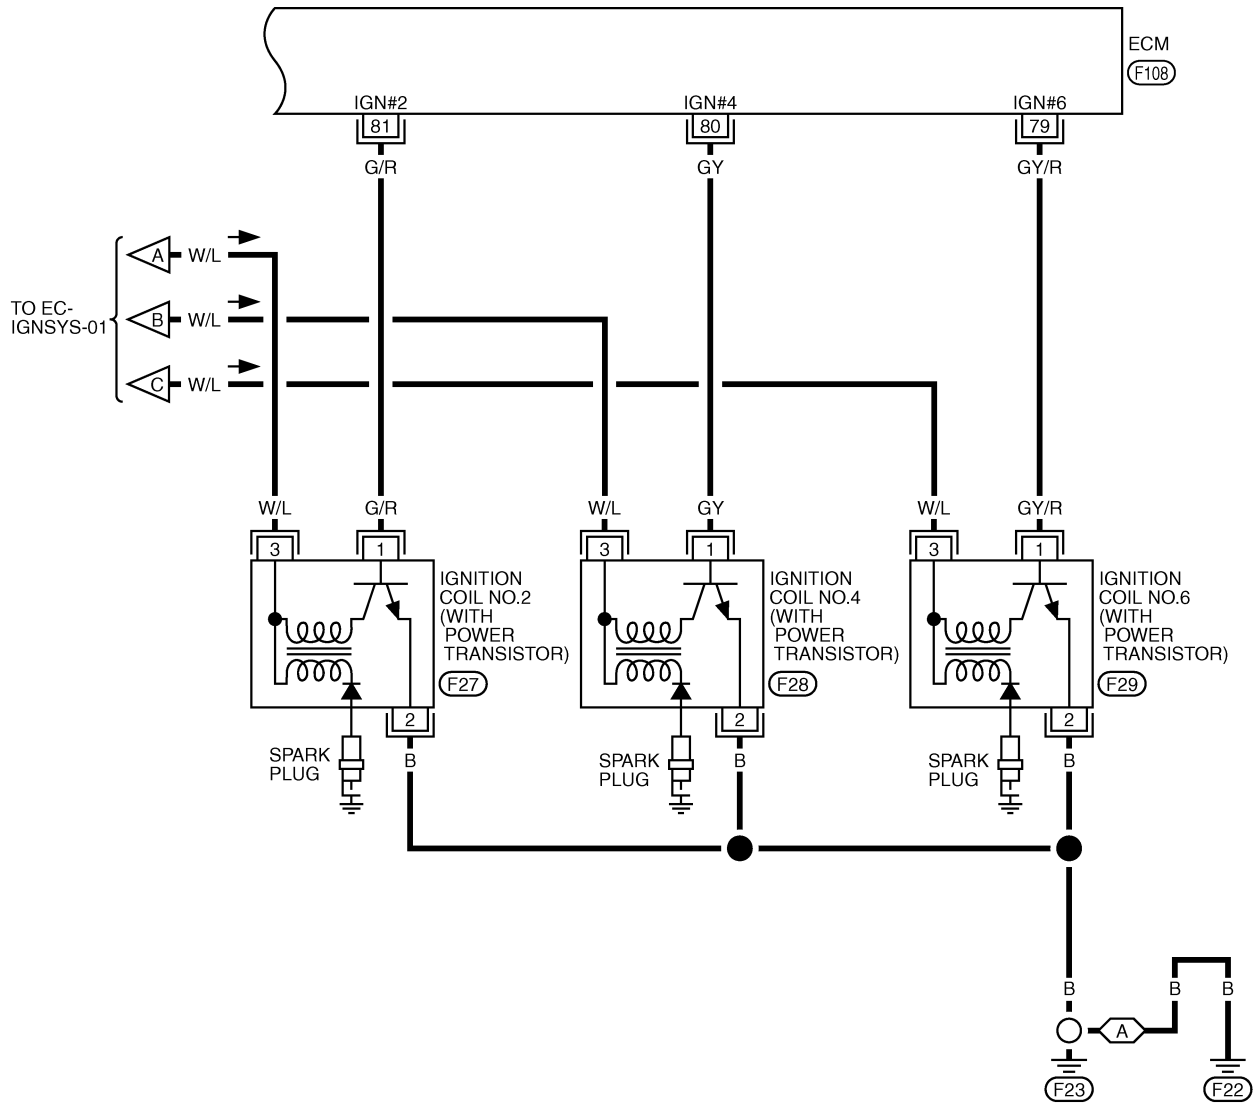 ECM
F108
IGN#2
IGN#4
IGN#6
81
80
79
G/R
GY
GY/R
TO EC-
IGNSYS-01
A
W/L
B
W/L
C
W/L
W/L
G/R
W/L
GY
W/L
GY/R
3
1
3
1
3
1
IGNITION
COIL NO.2
(WITH
POWER
TRANSISTOR)
F27
IGNITION
COIL NO.4
(WITH
POWER
TRANSISTOR)
F28
IGNITION
COIL NO.6
(WITH
POWER
TRANSISTOR)
F29
2
2
2
SPARK
PLUG
B
SPARK
PLUG
B
SPARK
PLUG
B
B
B
B
A
F23
F22